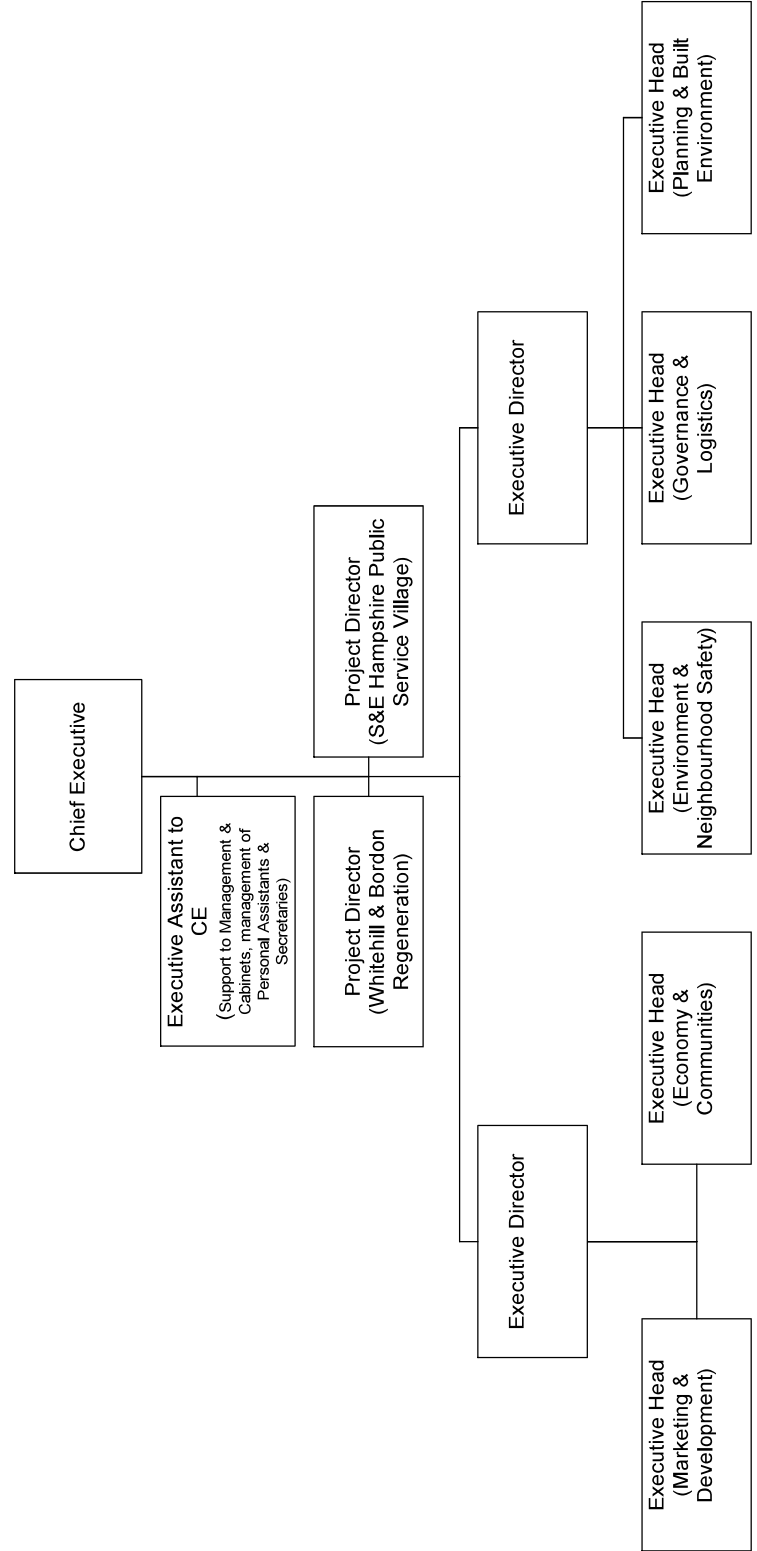 Chief Executive
Executive Assistant to
CE
(Support to Management &
Cabinets, management of
Personal Assistants &
Secretaries)
Project Director
(Whitehill & Bordon
Regeneration)
Project Director
(S&E Hampshire Public
Service Village)
Executive Director
Executive Director
Executive Head
(Marketing &
Development)
Executive Head
(Economy &
Communities)
Executive Head
(Environment &
Neighbourhood Safety)
Executive Head
(Governance &
Logistics)
Executive Head
(Planning & Built
Environment)